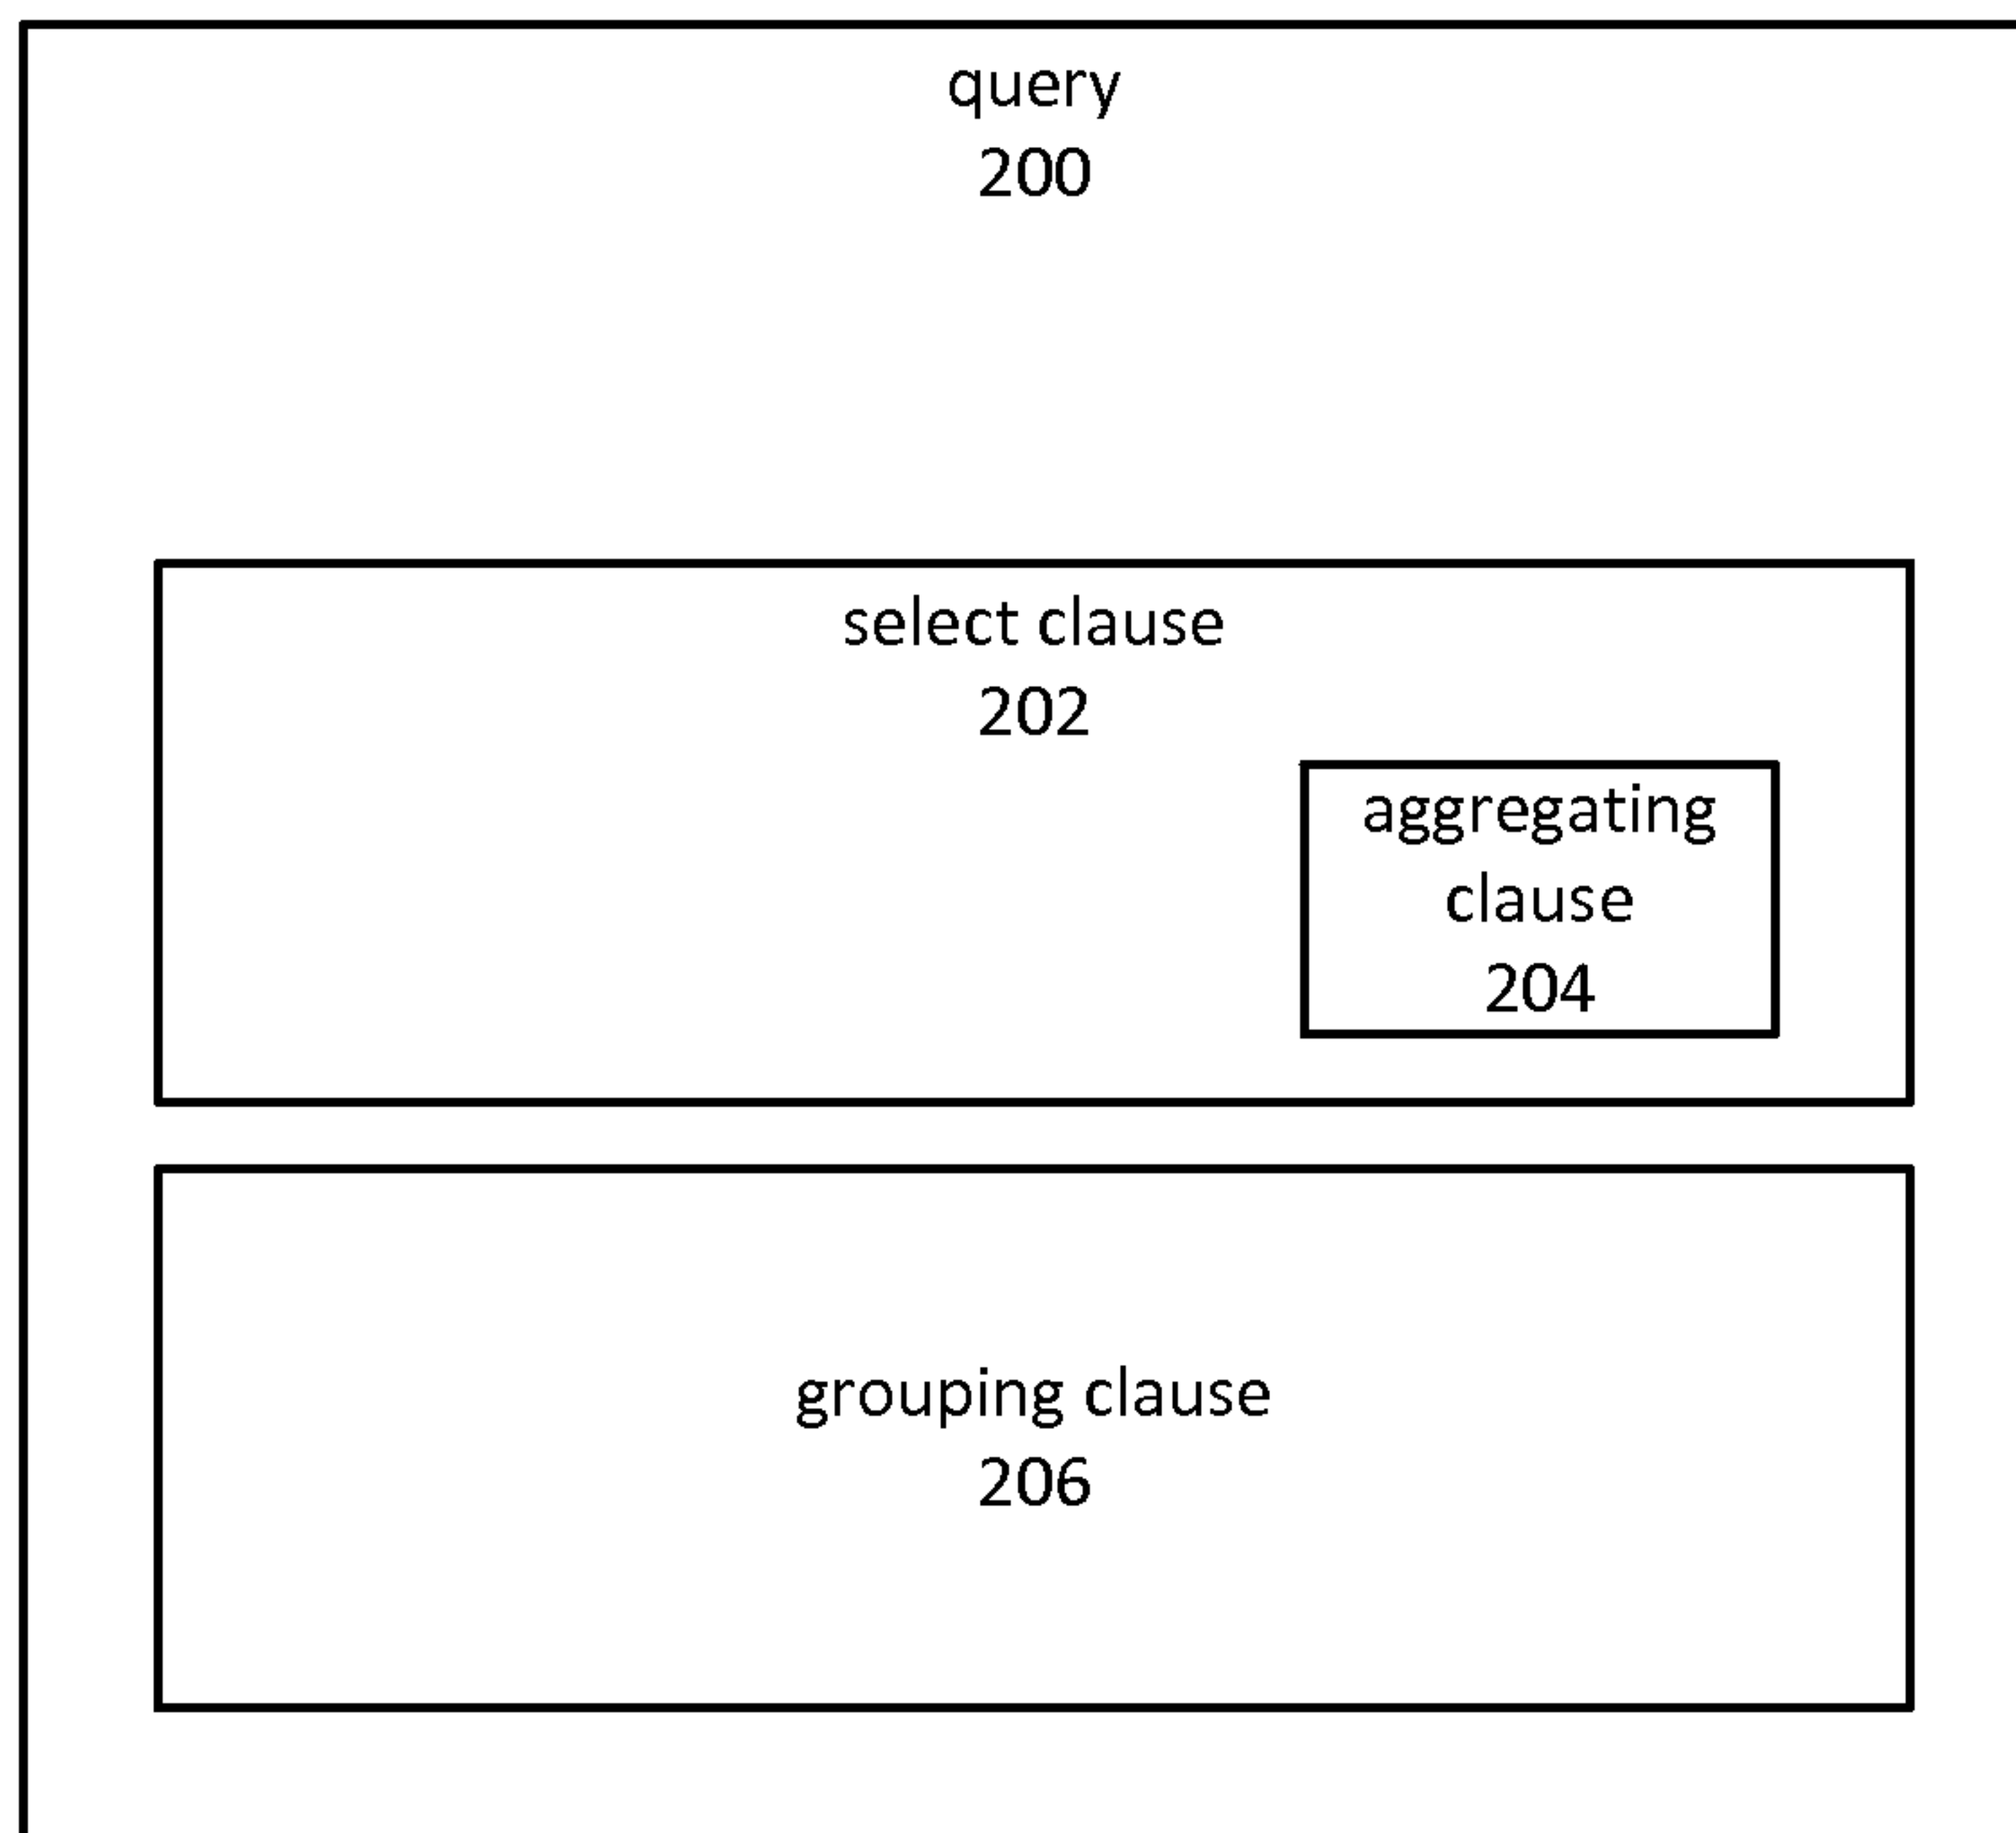 query
200
select clause
202
aggregating
clause
204
grouping clause
206